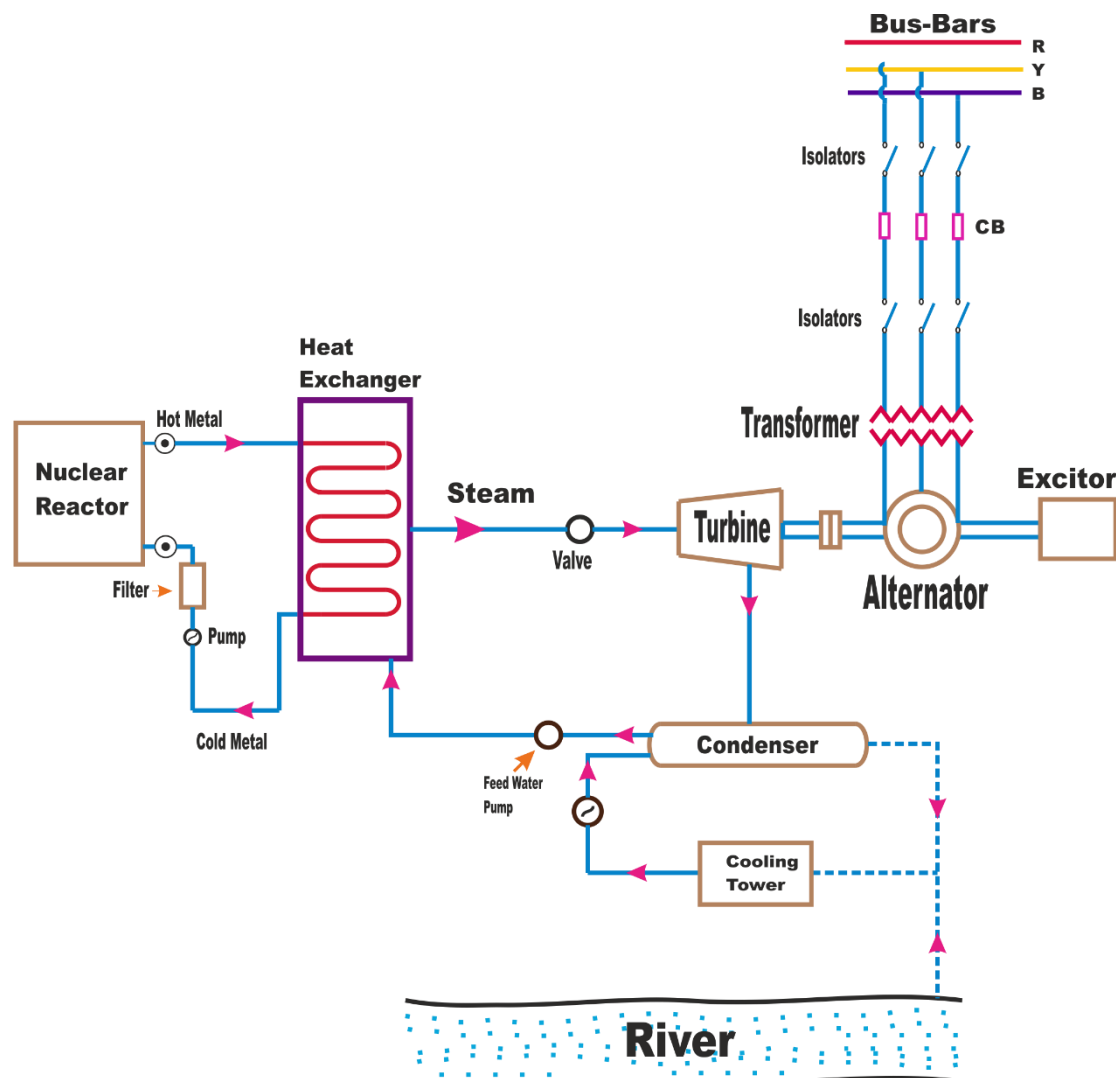 Bus-Bars
R
Y
B
Isolators
CB
Isolators
Heat
Exchanger
Hot Metal
Transformer
Nuclear
Reactor
Steam
Excitor
Turbine
Valve
Filter
Alternator
Pump
Cold Metal
Condenser
Feed Water
Pump
Cooling
Tower
River